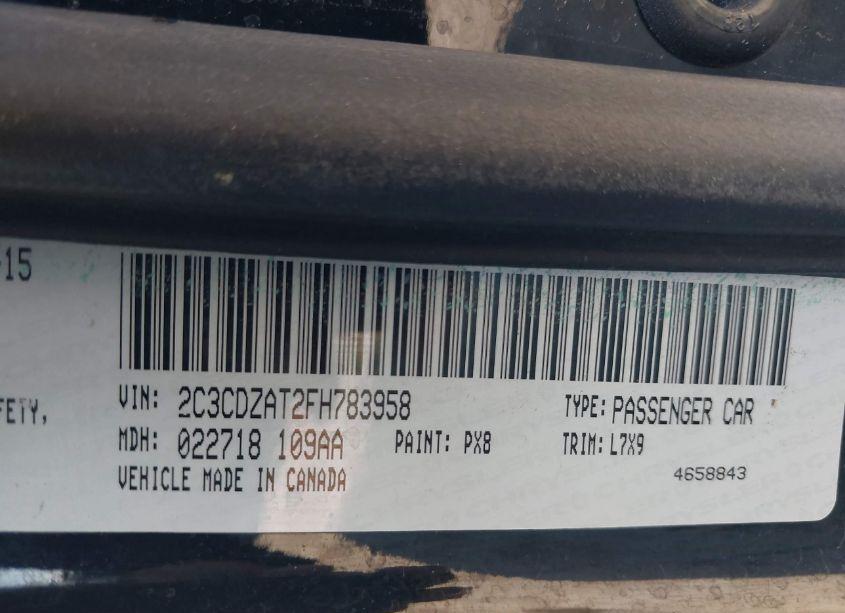 -15
VIN: 2C3CDZAT2FH783958 TYPE: PASSENGER CAR
FETY,
MDH: 022718 109AA PAINT: PX8 TRIM: L7X9
VEHICLE MADE IN CANADA 4658843